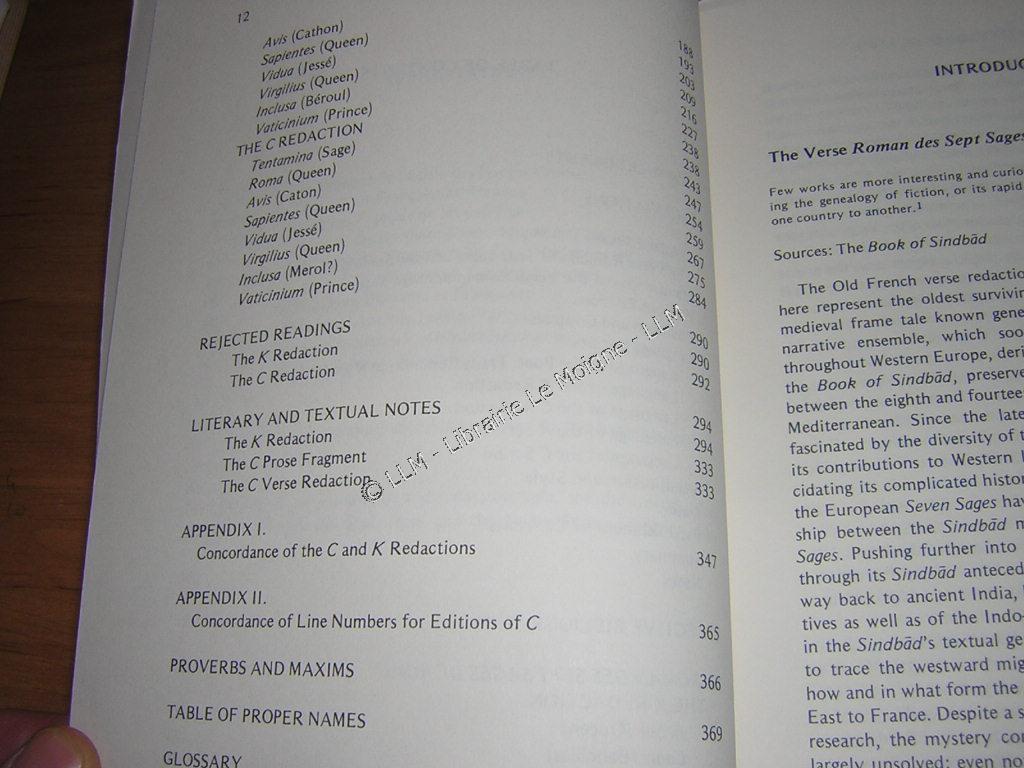 12
Avis (Cathon) 188
Sapientes (Queen) 193
Vidua (Jessé) 203
Virgilius (Queen) 209
Inclusa (Béroul) 216
Vaticinium (Prince) 227
THE C REDACTION 238
Tentamina (Sage) 238
Roma (Queen) 243
Avis (Caton) 247
Sapientes (Queen) 254
Vidua (Jessé) 259
Virgilius (Queen) 267
Inclusa (Merol?) 275
Vaticinium (Prince) 284
REJECTED READINGS 290
The K Redaction 290
The C Redaction 292
LITERARY AND TEXTUAL NOTES 294
The K Redaction 294
The C Prose Fragment 333
The C Verse Redaction 333
APPENDIX I.
Concordance of the C and K Redactions 347
APPENDIX II.
Concordance of Line Numbers for Editions of C 365
PROVERBS AND MAXIMS 366
TABLE OF PROPER NAMES 369
GLOSSARY
© LLM - Librairie Le Moigne - LLM
INTRODUC
The Verse Roman des Sept Sages
Few works are more interesting and curio
ing the genealogy of fiction, or its rapid
one country to another.1
Sources: The Book of Sindbād
The Old French verse redactio
here represent the oldest survivin
medieval frame tale known gene
narrative ensemble, which soo
throughout Western Europe, deri
the Book of Sindbād, preserve
between the eighth and fourtee
Mediterranean. Since the late
fascinated by the diversity of t
its contributions to Western
cidating its complicated histor
the European Seven Sages hav
ship between the Sindbād
Sages. Pushing further into
through its Sindbād anteced
way back to ancient India,
tives as well as of the Indo-
in the Sindbād's textual ge
to trace the westward mig
how and in what form the
East to France. Despite a s
research, the mystery co
largely unsolved: even no